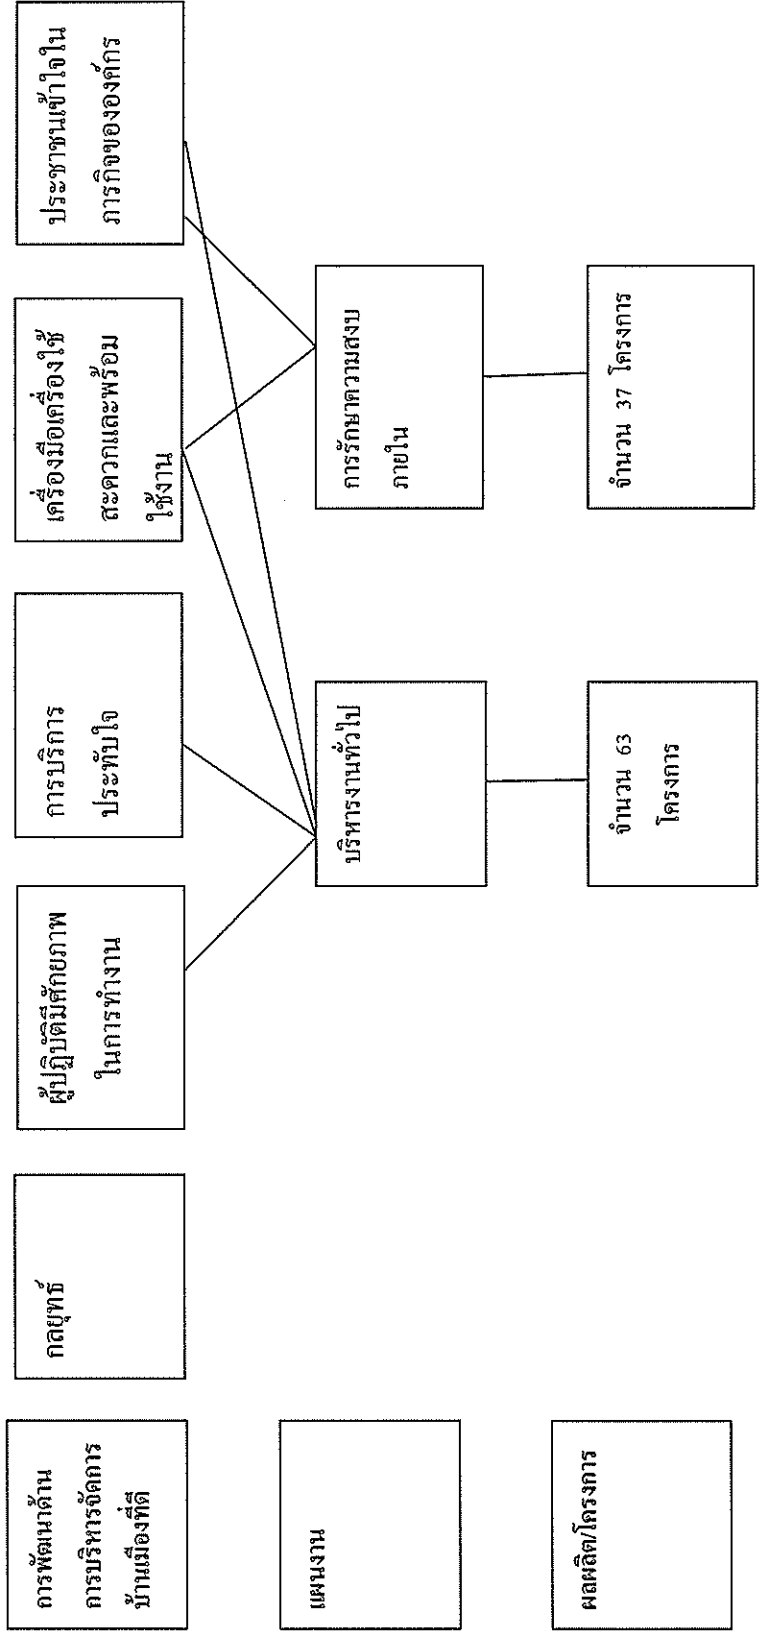 การพัฒนาด้าน
การบริหารจัดการ
บ้านเมืองที่ดี
กลยุทธ์
ผู้ปฏิบัติมีศักยภาพ
ในการทำงาน
การบริการ
ประทับใจ
เครื่องมือเครื่องใช้
สะดวกและพร้อม
ใช้งาน
ประชาชนเข้าใจใน
ภารกิจขององค์กร
แผนงาน
บริหารงานทั่วไป
การรักษาความสงบ
ภายใน
ผลผลิต/โครงการ
จำนวน 63
โครงการ
จำนวน 37 โครงการ